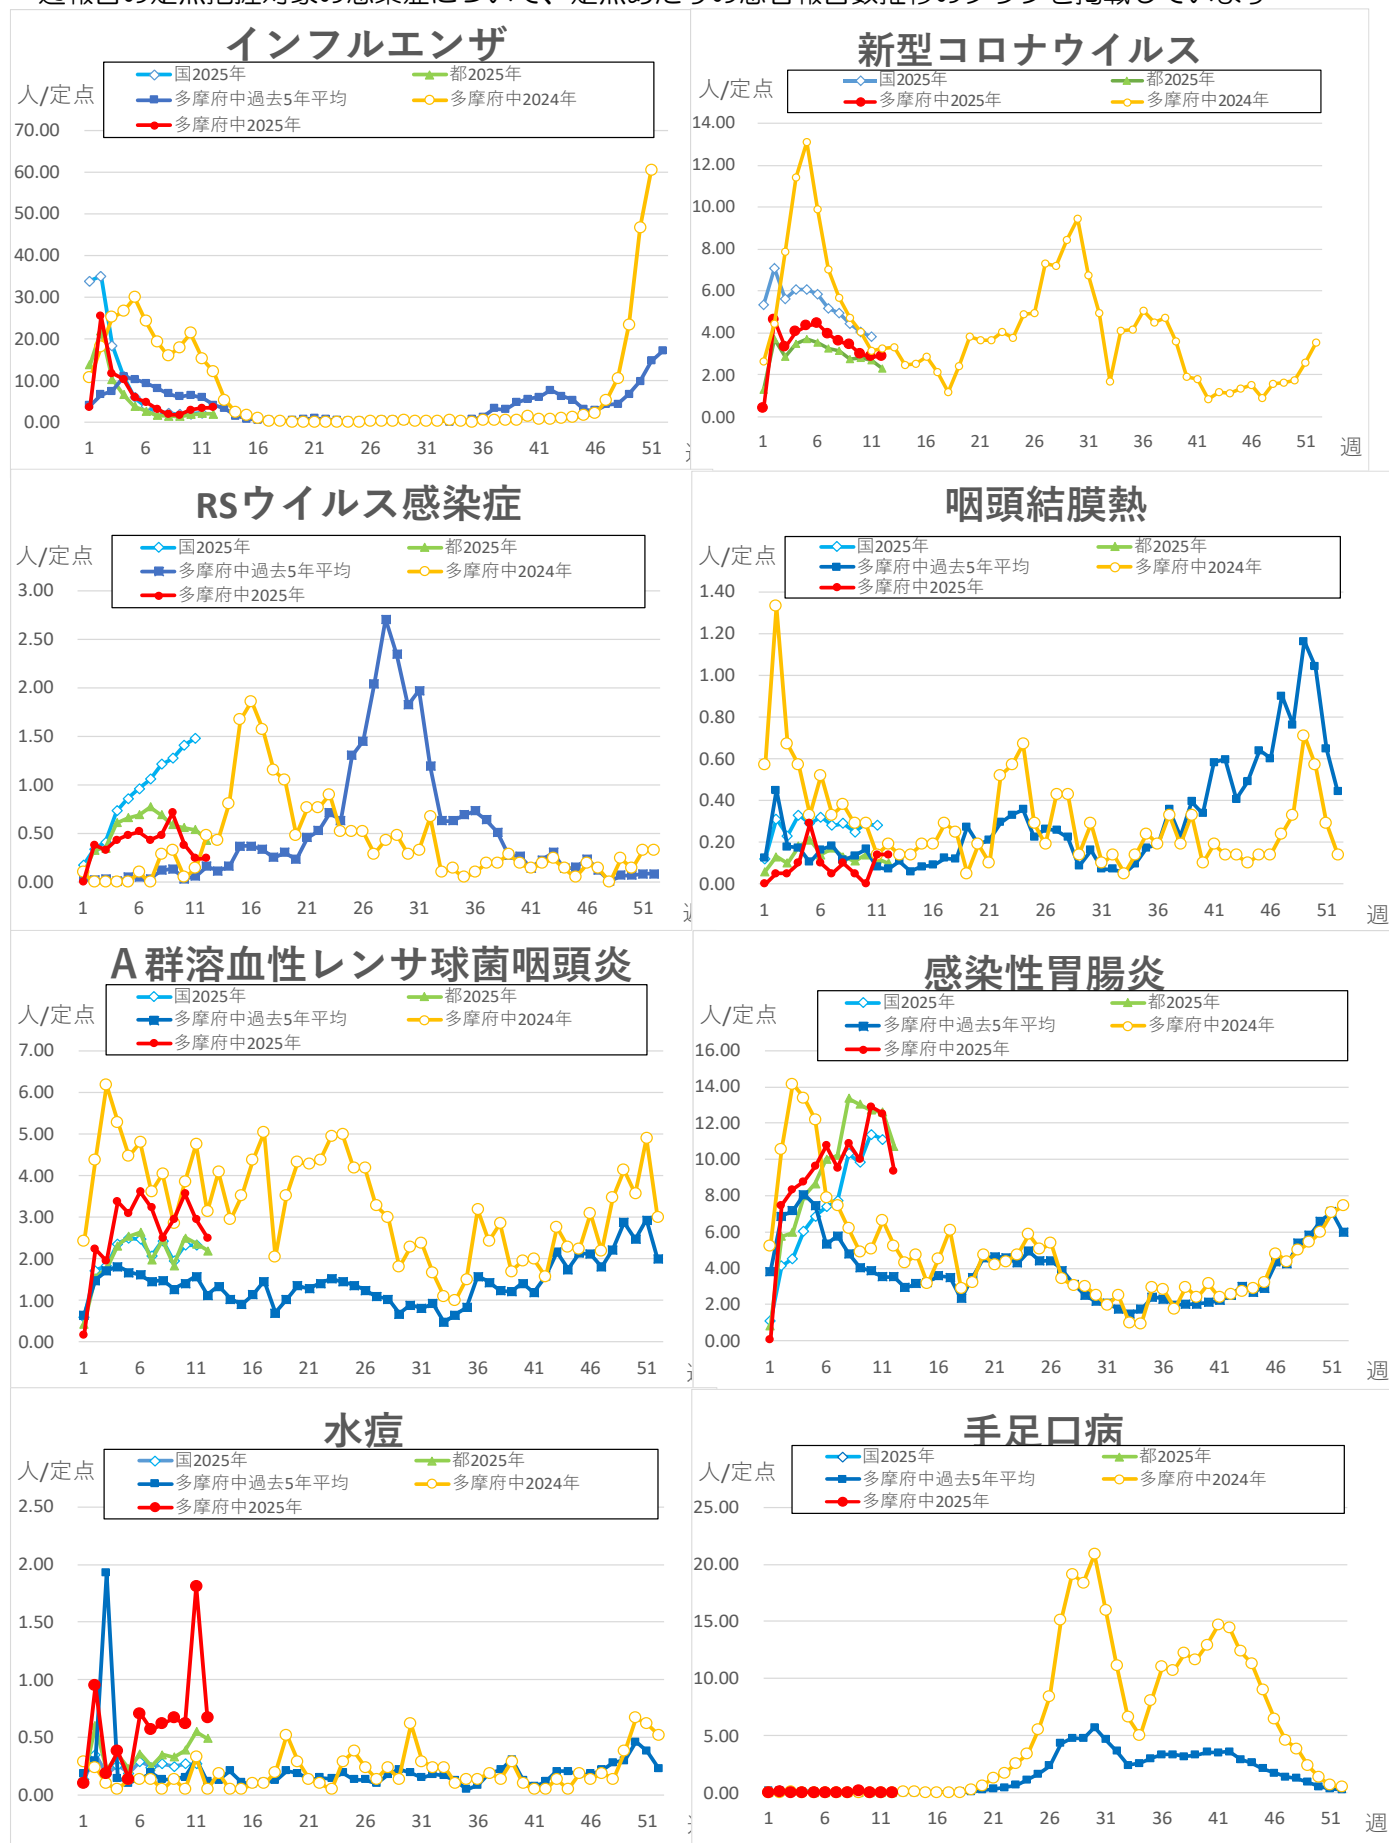 インフルエンザ
国2025年
都2025年
多摩府中過去5年平均
多摩府中2024年
多摩府中2025年
人/定点
70.00
60.00
50.00
40.00
30.00
20.00
10.00
0.00
1 6 11 16 21 26 31 36 41 46 51
新型コロナウイルス
国2025年
都2025年
多摩府中2025年
多摩府中2024年
人/定点
14.00
12.00
10.00
8.00
6.00
4.00
2.00
0.00
1 6 11 16 21 26 31 36 41 46 51
週
RSウイルス感染症
国2025年
都2025年
多摩府中過去5年平均
多摩府中2024年
多摩府中2025年
人/定点
3.00
2.50
2.00
1.50
1.00
0.50
0.00
1 6 11 16 21 26 31 36 41 46 51
咽頭結膜熱
国2025年
都2025年
多摩府中過去5年平均
多摩府中2024年
多摩府中2025年
人/定点
1.40
1.20
1.00
0.80
0.60
0.40
0.20
0.00
1 6 11 16 21 26 31 36 41 46 51
週
A群溶血性レンサ球菌咽頭炎
国2025年
都2025年
多摩府中過去5年平均
多摩府中2024年
多摩府中2025年
人/定点
7.00
6.00
5.00
4.00
3.00
2.00
1.00
0.00
1 6 11 16 21 26 31 36 41 46 51
感染性胃腸炎
国2025年
都2025年
多摩府中過去5年平均
多摩府中2024年
多摩府中2025年
人/定点
16.00
14.00
12.00
10.00
8.00
6.00
4.00
2.00
0.00
1 6 11 16 21 26 31 36 41 46 51
週
水痘
国2025年
都2025年
多摩府中過去5年平均
多摩府中2024年
多摩府中2025年
人/定点
2.50
2.00
1.50
1.00
0.50
0.00
1 6 11 16 21 26 31 36 41 46 51
手足口病
国2025年
都2025年
多摩府中過去5年平均
多摩府中2024年
多摩府中2025年
人/定点
25.00
20.00
15.00
10.00
5.00
0.00
1 6 11 16 21 26 31 36 41 46 51
週